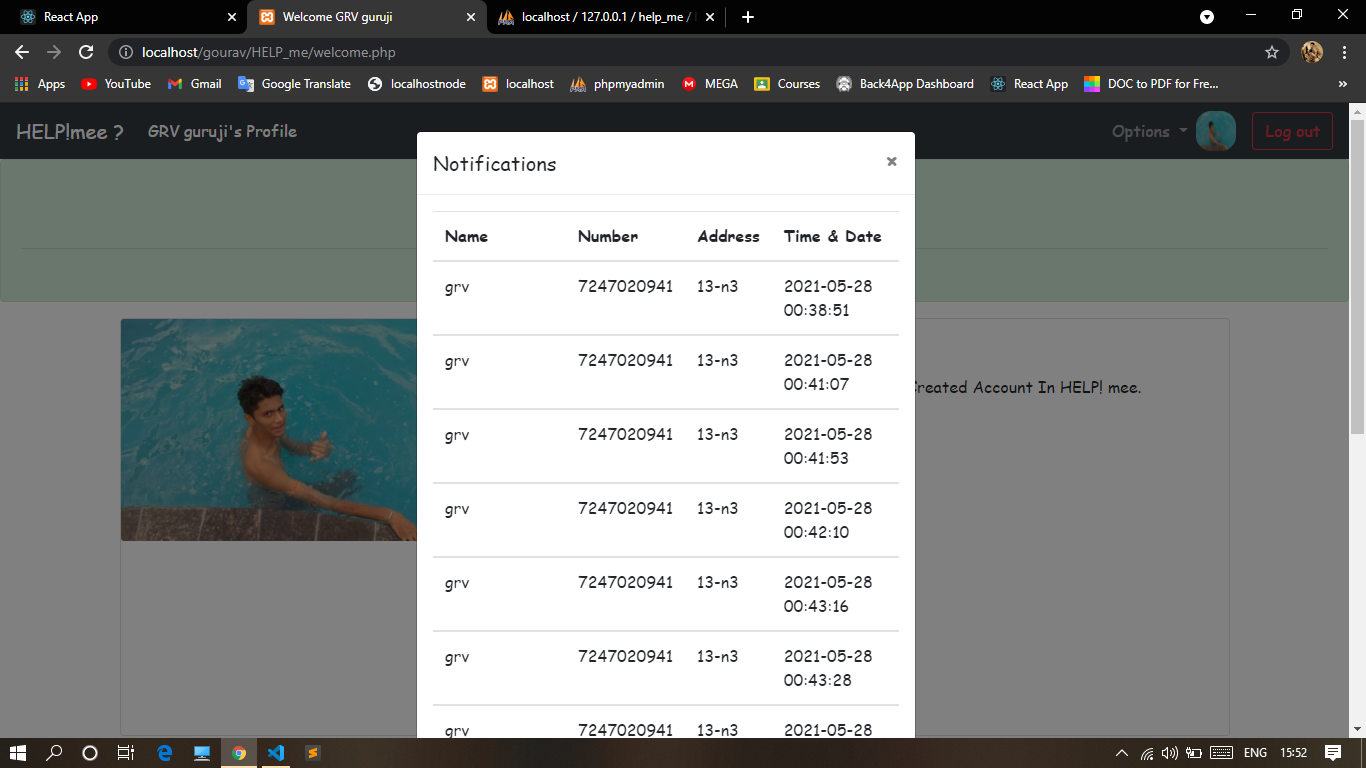 React App
Welcome GRV guruji
localhost / 127.0.0.1 / help_me /
localhost/gourav/HELP_me/welcome.php
Apps YouTube Gmail Google Translate localhostnode localhost phpmyadmin MEGA Courses Back4App Dashboard React App DOC to PDF for Fre... »
HELP!mee ? GRV guruji's Profile Options Log out
Notifications ×
Name Number Address Time & Date
grv 7247020941 13-n3 2021-05-28
00:38:51
grv 7247020941 13-n3 2021-05-28
00:41:07
Created Account In HELP! mee.
grv 7247020941 13-n3 2021-05-28
00:41:53
grv 7247020941 13-n3 2021-05-28
00:42:10
grv 7247020941 13-n3 2021-05-28
00:43:16
grv 7247020941 13-n3 2021-05-28
00:43:28
grv 7247020941 13-n3 2021-05-28
ENG 15:52